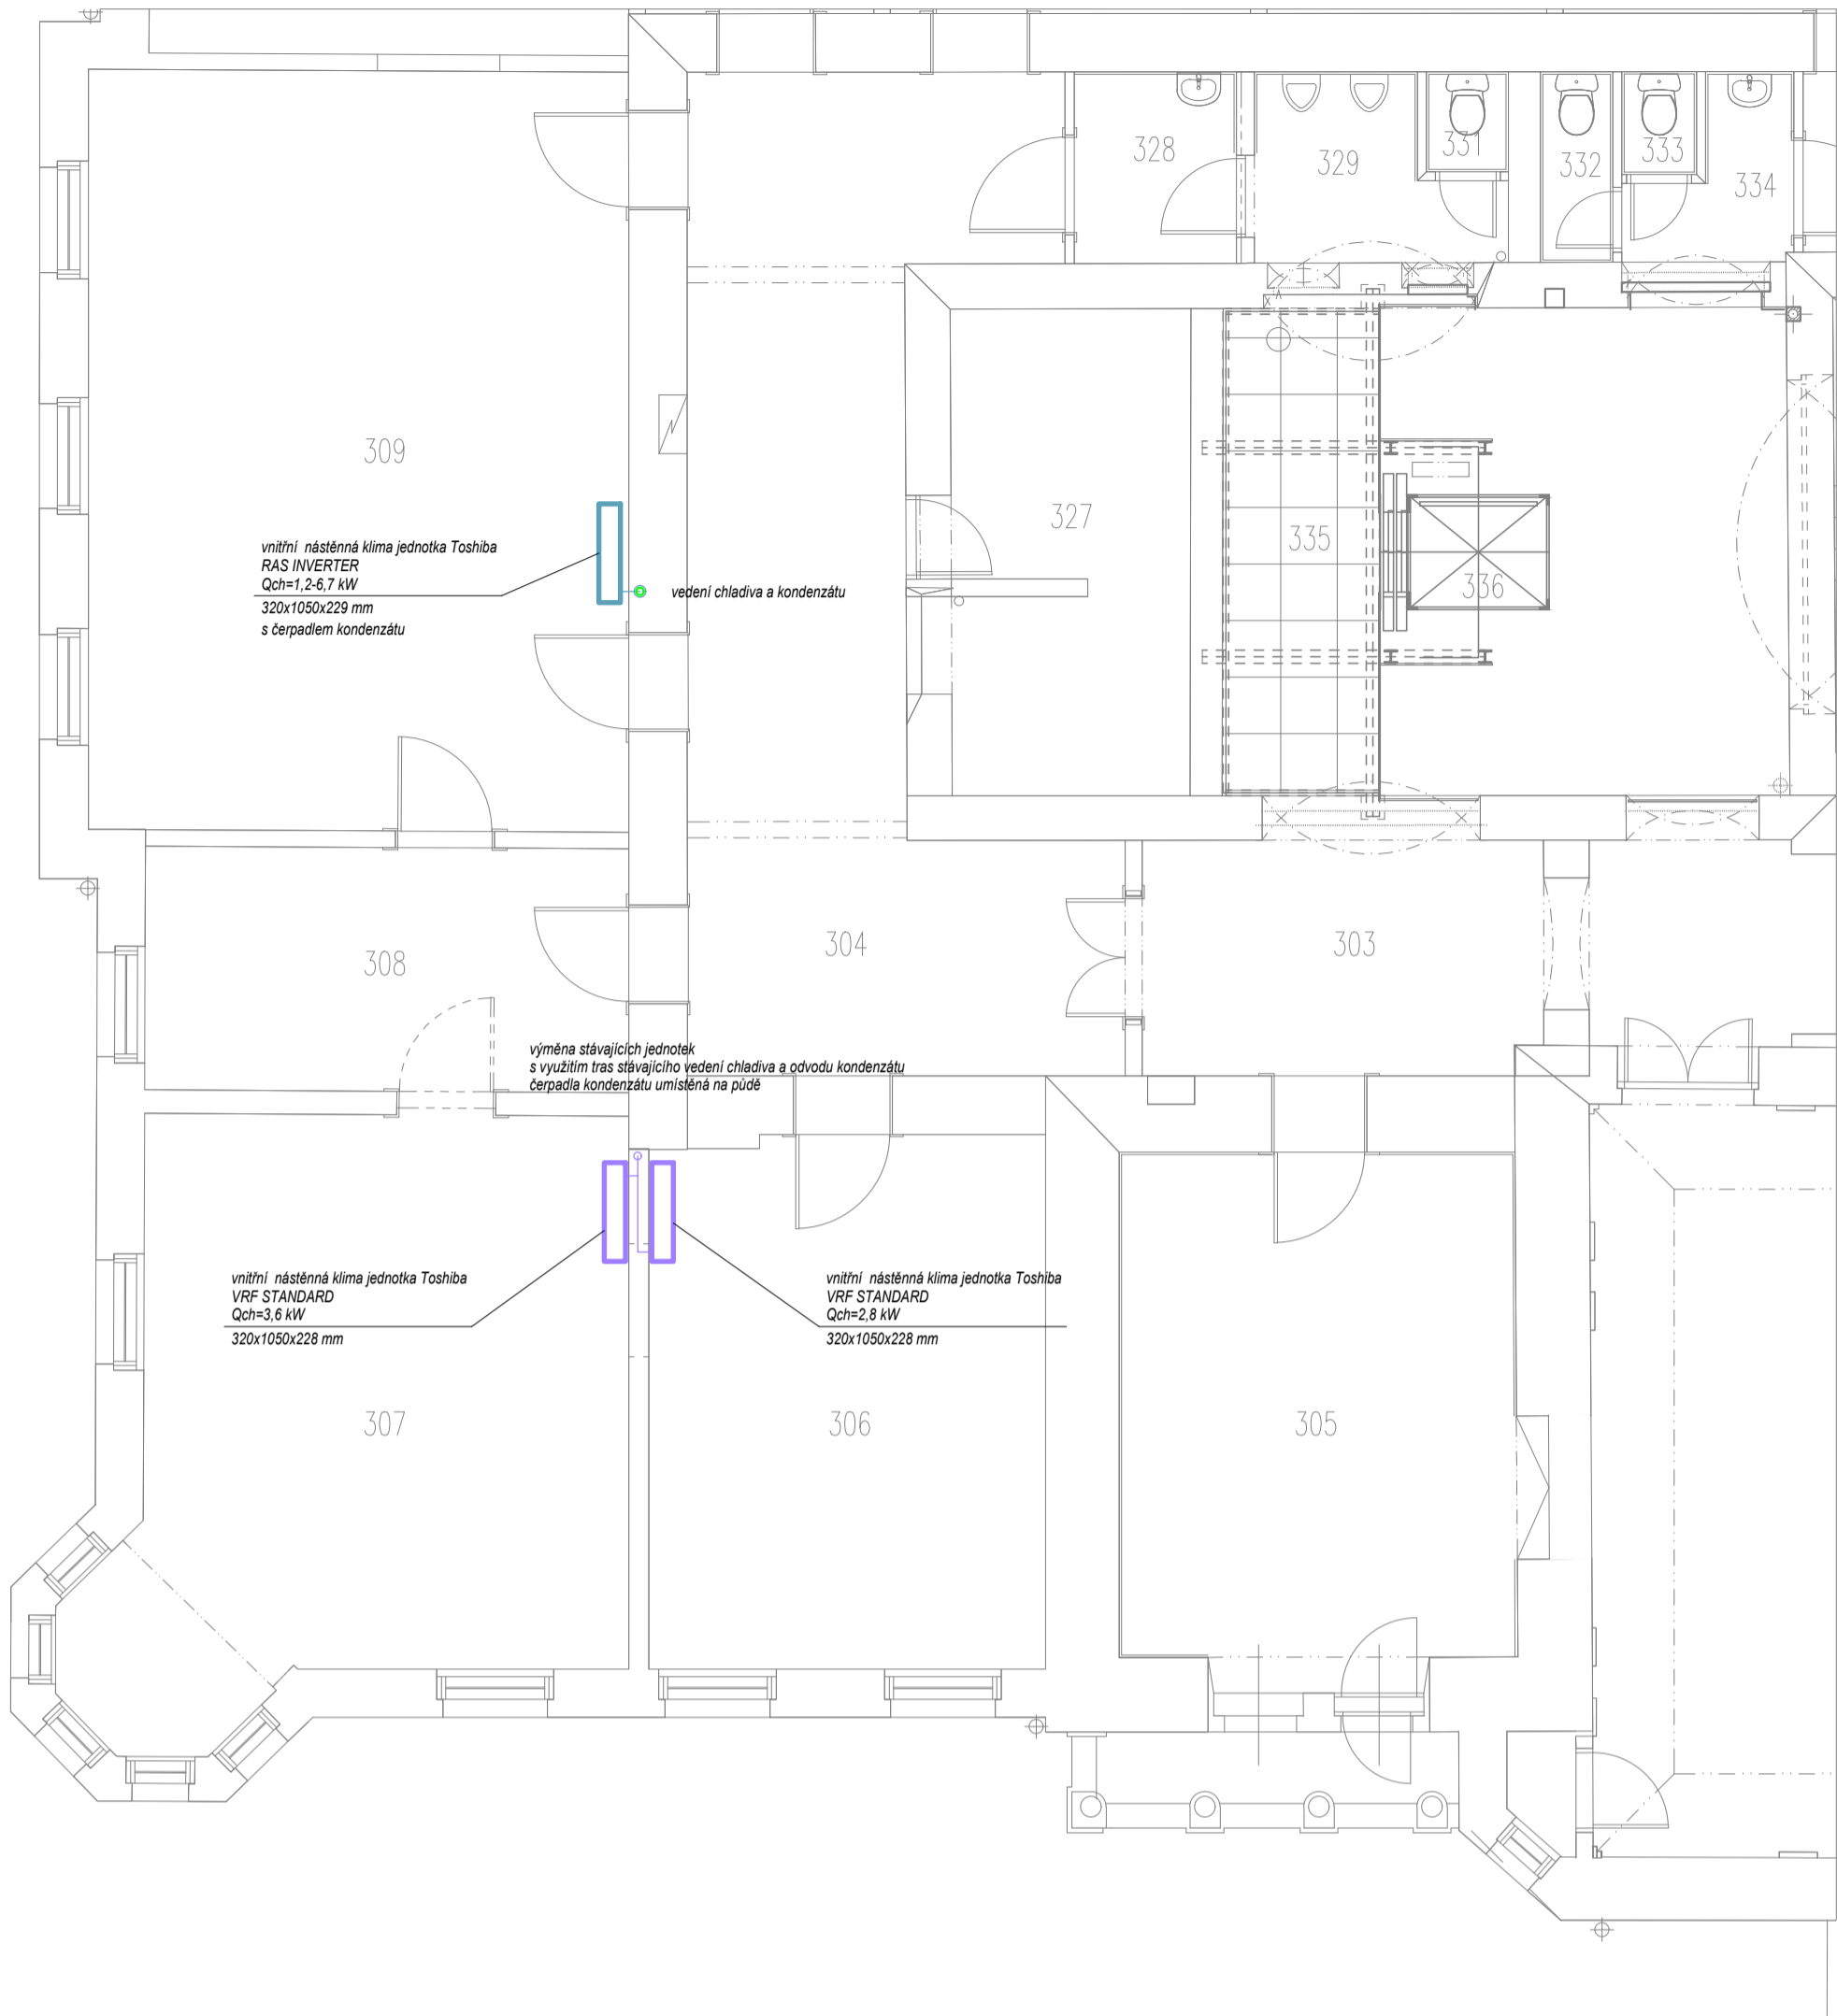 328
329
331
332
333
334
309
327
335
336
vnitřní nástěnná klima jednotka Toshiba
RAS INVERTER
Qch=1,2-6,7 kW
320x1050x229 mm
s čerpadlem kondenzátu
vedení chladiva a kondenzátu
308
304
303
výměna stávajících jednotek
s využitím tras stávajícího vedení chladiva a odvodu kondenzátu
čerpadla kondenzátu umístěná na půdě
vnitřní nástěnná klima jednotka Toshiba
VRF STANDARD
Qch=3,6 kW
320x1050x228 mm
vnitřní nástěnná klima jednotka Toshiba
VRF STANDARD
Qch=2,8 kW
320x1050x228 mm
307
306
305